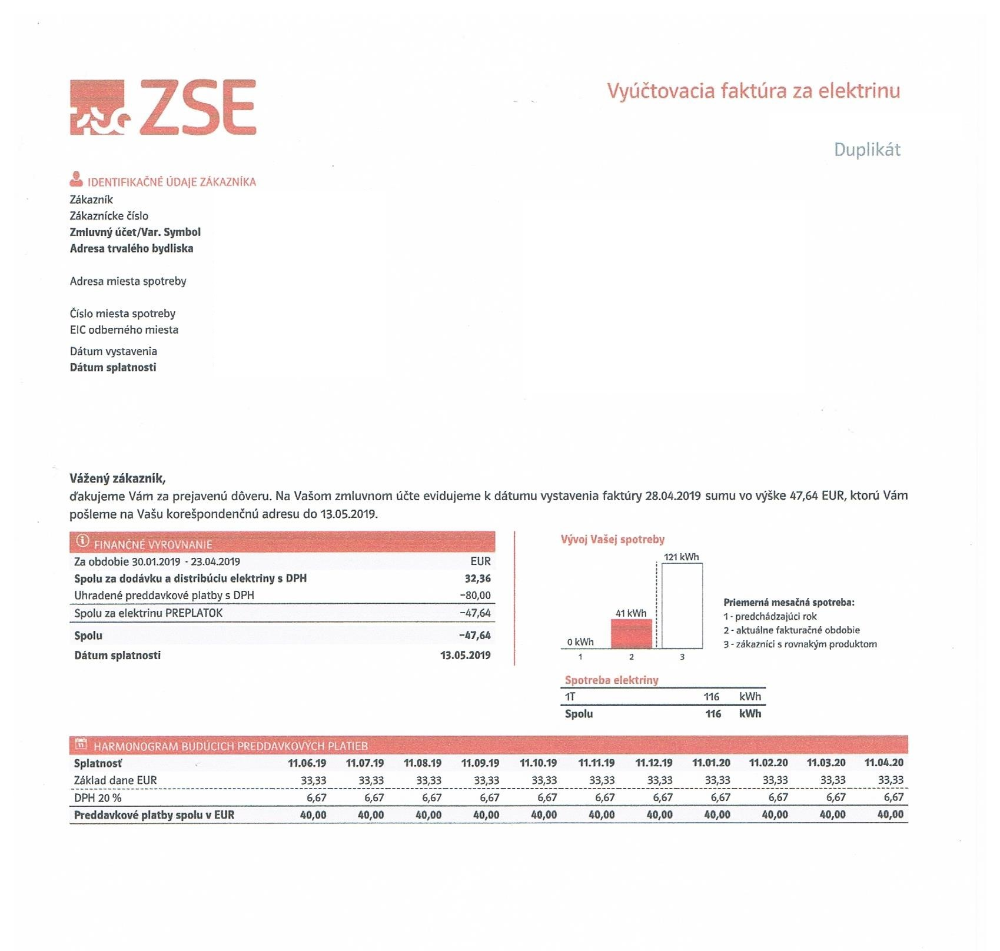 ZSE
Vyúčtovacia faktúra za elektrinu
Duplikát
IDENTIFIKAČNÉ ÚDAJE ZÁKAZNÍKA
Zákazník
Zákaznícke číslo
Zmluvný účet/Var. Symbol
Adresa trvalého bydliska
Adresa miesta spotreby
Číslo miesta spotreby
EIC odberného miesta
Dátum vystavenia
Dátum splatnosti
Vážený zákazník,
ďakujeme Vám za prejavenú dôveru. Na Vašom zmluvnom účte evidujeme k dátumu vystavenia faktúry 28.04.2019 sumu vo výške 47,64 EUR, ktorú Vám
pošleme na Vašu korešpondenčnú adresu do 13.05.2019.
FINANČNÉ VYROVNANIE
Za obdobie 30.01.2019 - 23.04.2019 EUR
Spolu za dodávku a distribúciu elektriny s DPH 32,36
Uhradené preddavkové platby s DPH −80,00
Spolu za elektrinu PREPLATOK −47,64
Spolu −47,64
Dátum splatnosti 13.05.2019
Vývoj Vašej spotreby
121 kWh
41 kWh
0 kWh
1 2 3
Priemerná mesačná spotreba:
1 - predchádzajúci rok
2 - aktuálne fakturačné obdobie
3 - zákazníci s rovnakým produktom
Spotreba elektriny
1T 116 kWh
Spolu 116 kWh
HARMONOGRAM BUDÚCICH PREDDAVKOVÝCH PLATIEB
Splatnosť 11.06.19 11.07.19 11.08.19 11.09.19 11.10.19 11.11.19 11.12.19 11.01.20 11.02.20 11.03.20 11.04.20
Základ dane EUR 33,33 33,33 33,33 33,33 33,33 33,33 33,33 33,33 33,33 33,33 33,33
DPH 20 % 6,67 6,67 6,67 6,67 6,67 6,67 6,67 6,67 6,67 6,67 6,67
Preddavkové platby spolu v EUR 40,00 40,00 40,00 40,00 40,00 40,00 40,00 40,00 40,00 40,00 40,00